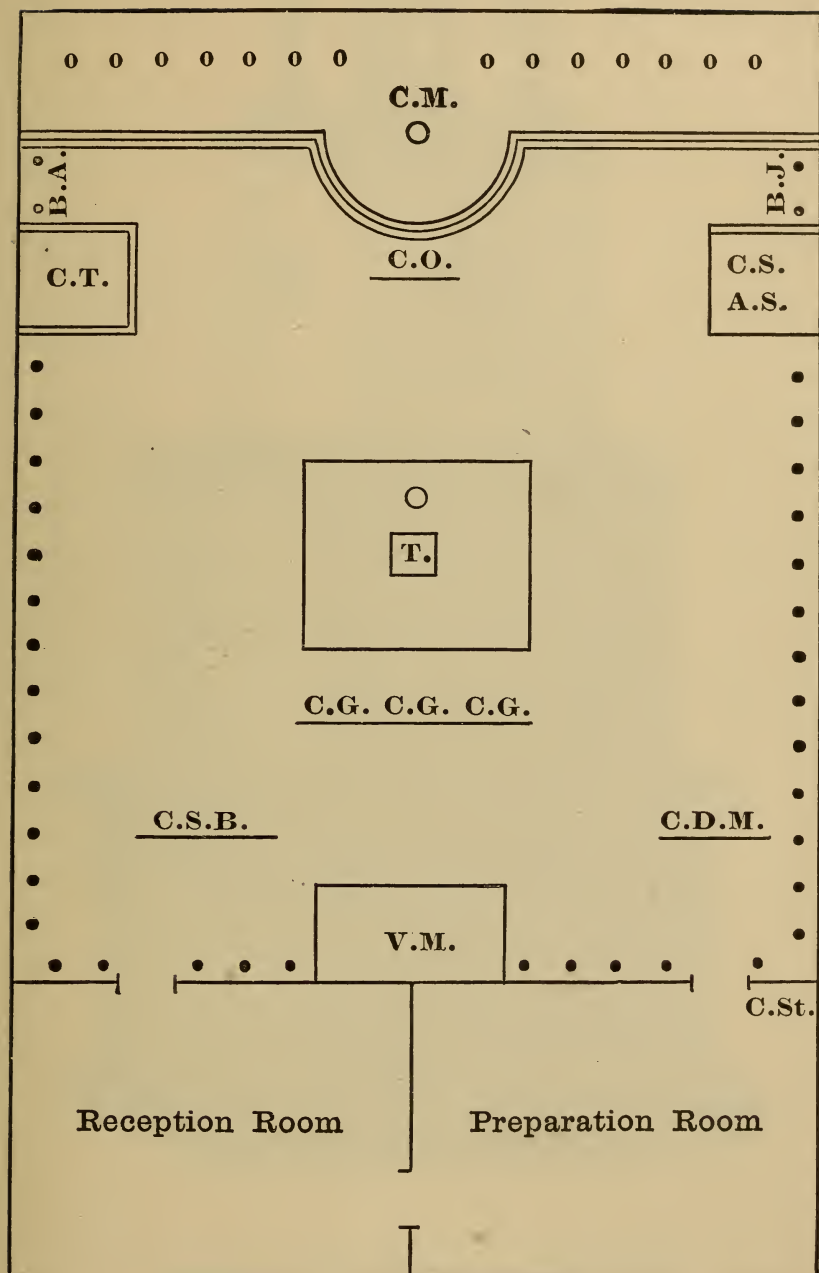 o o o o o o o o o o o o o o
C.M.
B.A.
B.J.
C.O.
C.T.
C.S.
A.S.
T.
C.G. C.G. C.G.
C.S.B.
C.D.M.
V.M.
C.St.
Reception Room
Preparation Room